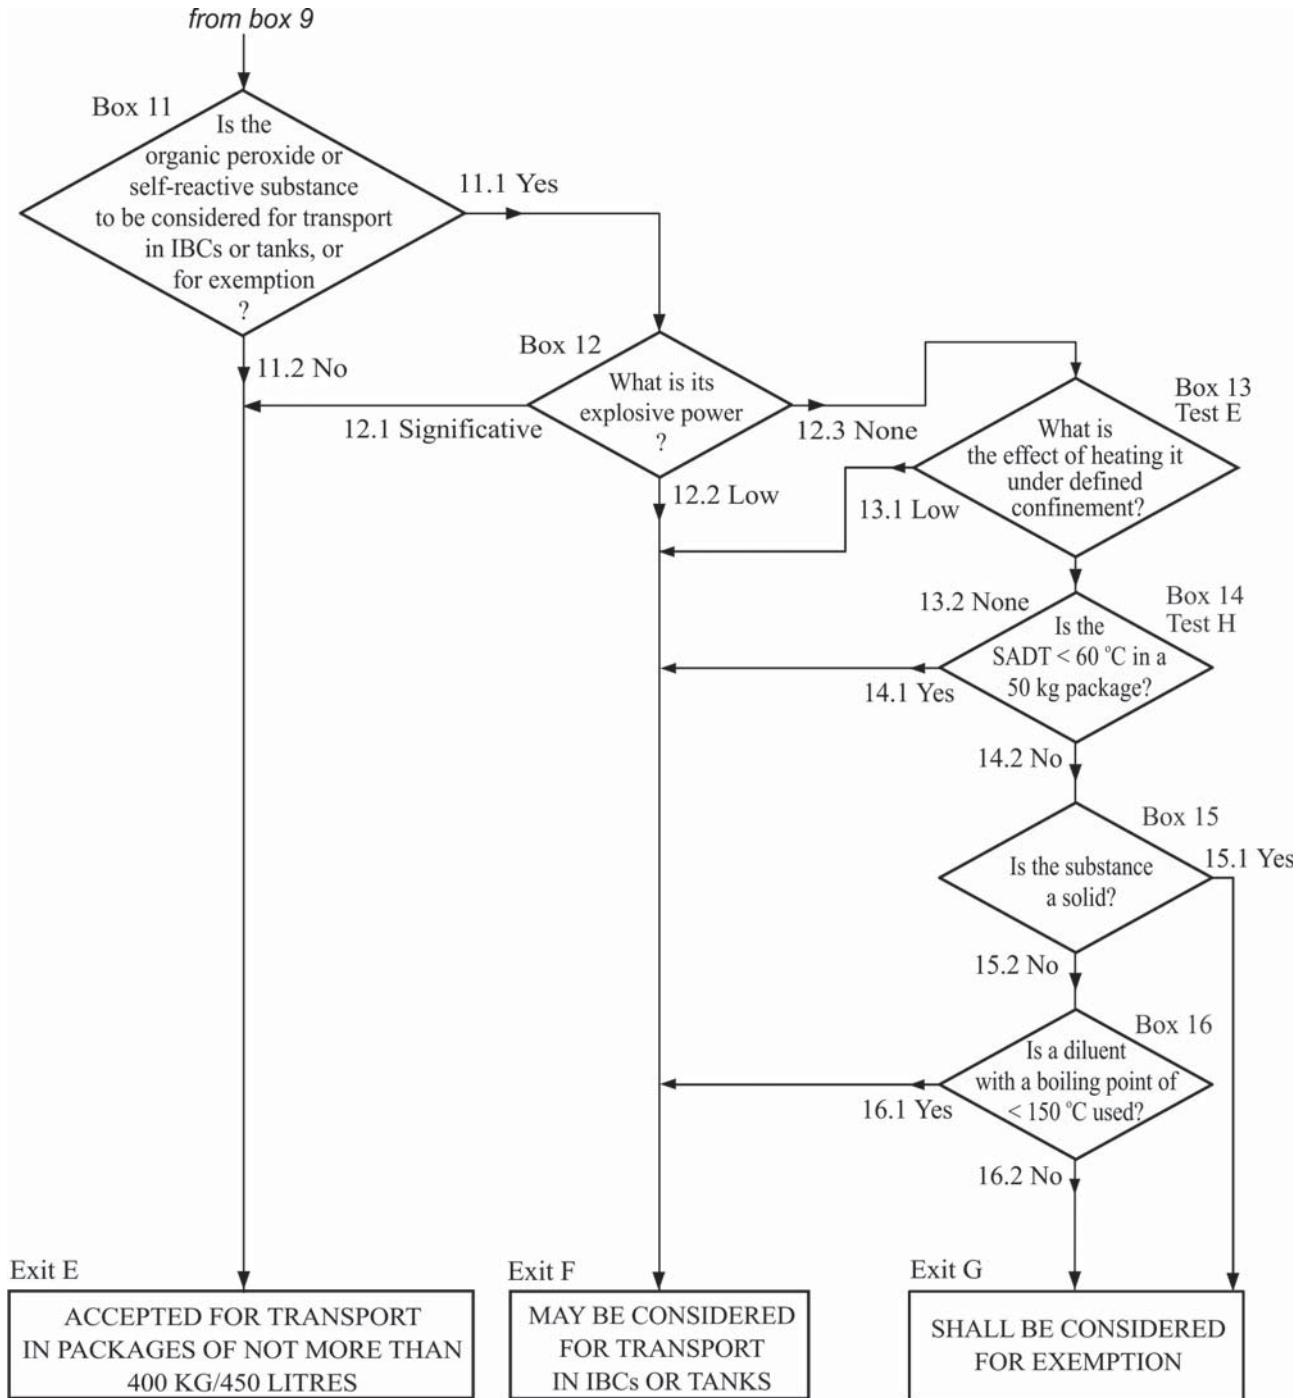 from box 9
Box 11
Is the
organic peroxide or
self-reactive substance
to be considered for transport
in IBCs or tanks, or
for exemption
?
11.1 Yes
11.2 No
Box 12
What is its
explosive power
?
12.1 Significative
12.3 None
12.2 Low
Box 13
Test E
What is
the effect of heating it
under defined
confinement?
13.1 Low
13.2 None
Box 14
Test H
Is the
SADT < 60 °C in a
50 kg package?
14.1 Yes
14.2 No
Box 15
Is the substance
a solid?
15.1 Yes
15.2 No
Box 16
Is a diluent
with a boiling point of
< 150 °C used?
16.1 Yes
16.2 No
Exit E
ACCEPTED FOR TRANSPORT
IN PACKAGES OF NOT MORE THAN
400 KG/450 LITRES
Exit F
MAY BE CONSIDERED
FOR TRANSPORT
IN IBCs OR TANKS
Exit G
SHALL BE CONSIDERED
FOR EXEMPTION